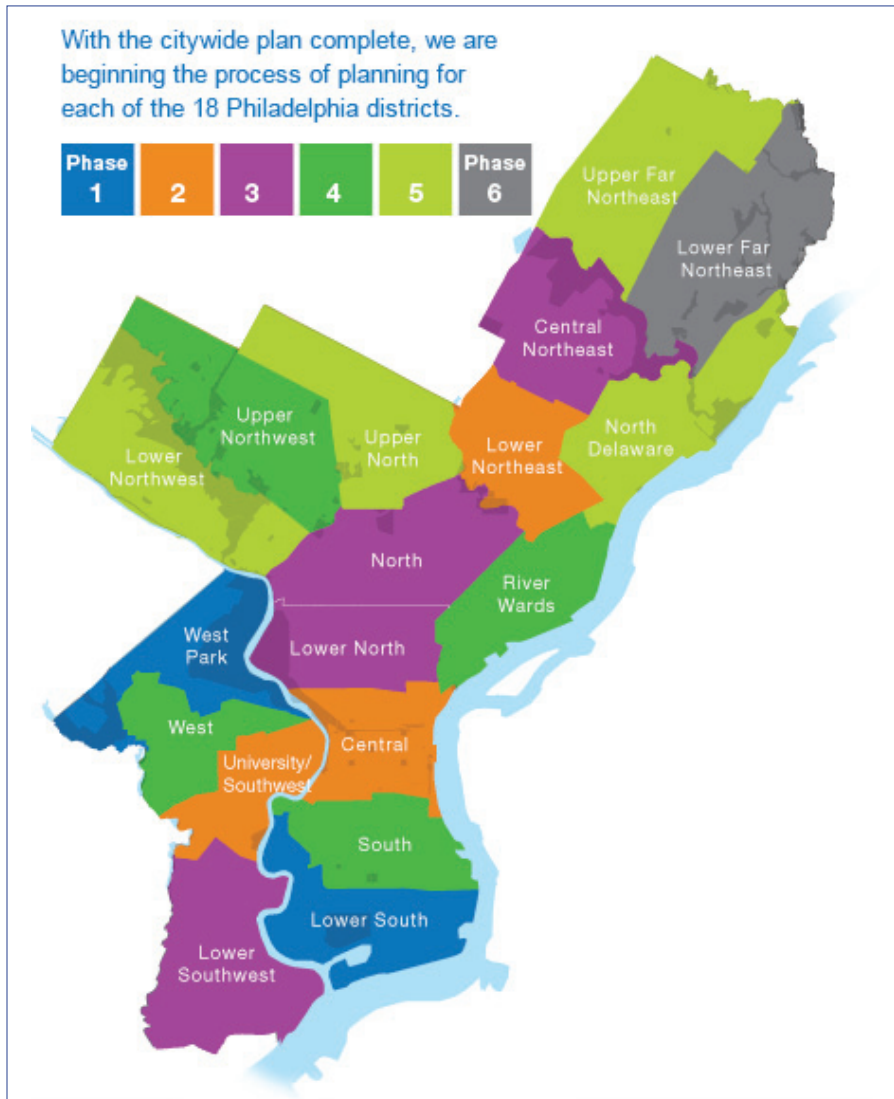 With the citywide plan complete, we are
beginning the process of planning for
each of the 18 Philadelphia districts.
Phase
1
2
3
4
5
Phase
6
Upper Far
Northeast
Lower Far
Northeast
Central
Northeast
Upper
Northwest
Upper
North
Lower
Northeast
North
Delaware
Lower
Northwest
North
River
Wards
West
Park
Lower North
West
University/
Southwest
Central
South
Lower South
Lower
Southwest